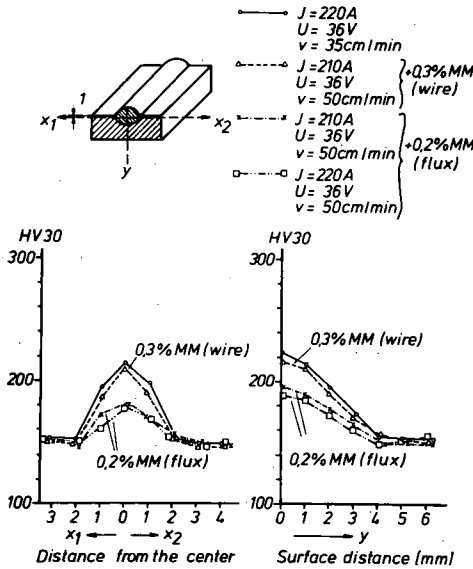 J = 220A
U = 36V
v = 35cm/min
J = 210A
U = 36V
v = 50cm/min
+0,3% MM
(wire)
J = 210A
U = 36V
v = 50cm/min
J = 220A
U = 36V
v = 50cm/min
+0,2% MM
(flux)
1
x1
x2
y
HV30
300
200
100
0,3% MM (wire)
0,2% MM (flux)
3 2 1 0 1 2 3 4
x1 x2
Distance from the center
HV30
300
200
100
0,3% MM (wire)
0,2% MM (flux)
0 1 2 3 4 5 6
y
Surface distance [mm]